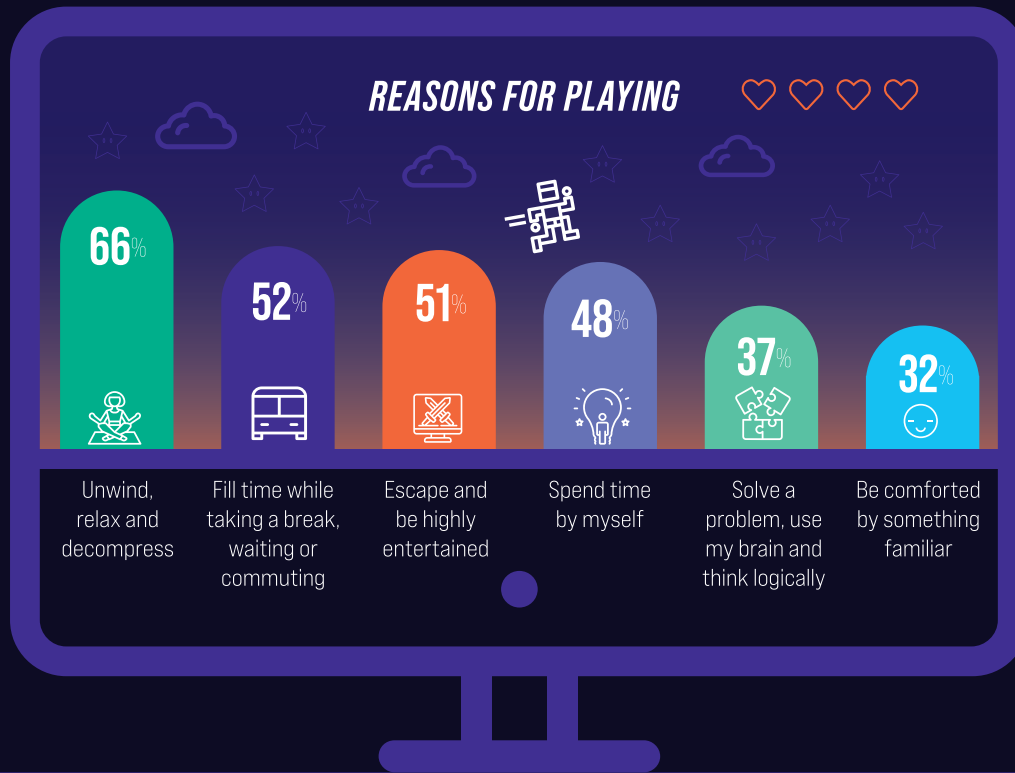 REASONS FOR PLAYING
66%
52%
51%
48%
37%
32%
Unwind,
relax and
decompress
Fill time while
taking a break,
waiting or
commuting
Escape and
be highly
entertained
Spend time
by myself
Solve a
problem, use
my brain and
think logically
Be comforted
by something
familiar